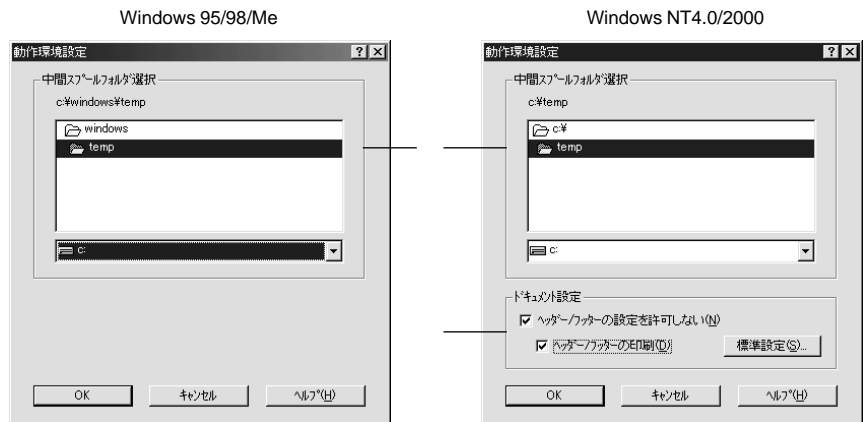 Windows 95/98/Me
動作環境設定
中間ｽﾌﾟｰﾙﾌｫﾙﾀﾞ選択
c:¥windows¥temp
windows
temp
c:
OK
ｷｬﾝｾﾙ
ﾍﾙﾌﾟ(H)
Windows NT4.0/2000
動作環境設定
中間ｽﾌﾟｰﾙﾌｫﾙﾀﾞ選択
c:¥temp
c:¥
temp
c:
ﾄﾞｷｭﾒﾝﾄ設定
ﾍｯﾀﾞｰ/ﾌｯﾀｰの設定を許可しない(N)
ﾍｯﾀﾞｰ/ﾌｯﾀｰの印刷(D)
標準設定(S)...
OK
ｷｬﾝｾﾙ
ﾍﾙﾌﾟ(H)